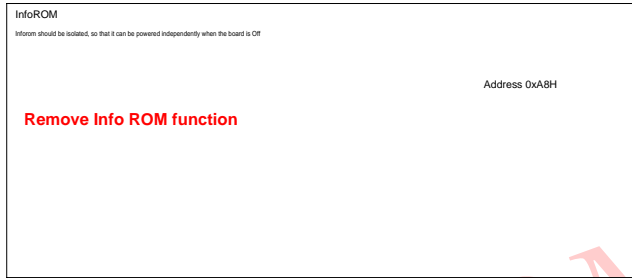 InfoROM
Inforom should be isolated, so that it can be powered independently when the board is Off
Address 0xA8H
Remove Info ROM function